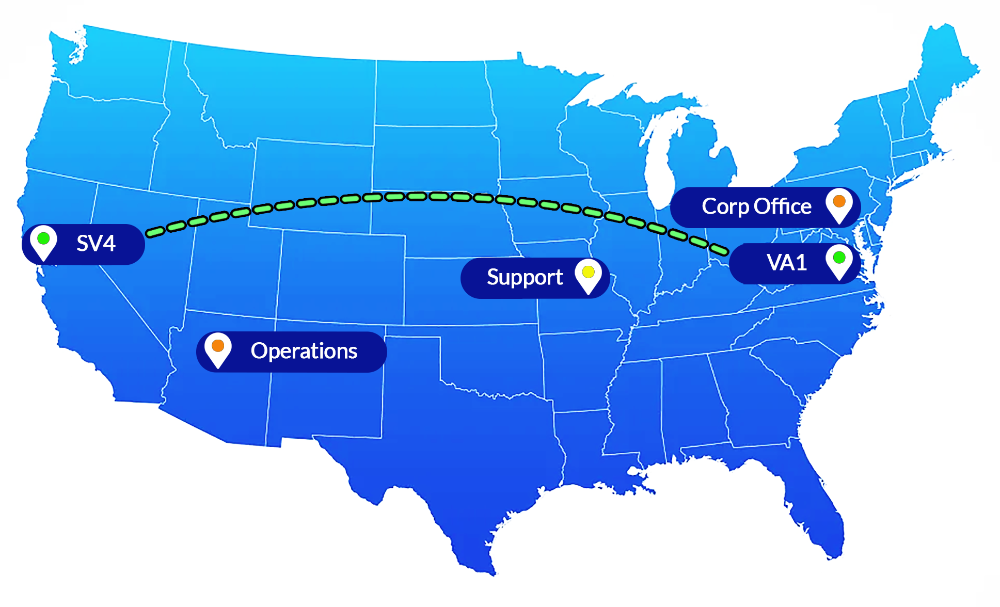 Corp Office
SV4
VA1
Support
Operations